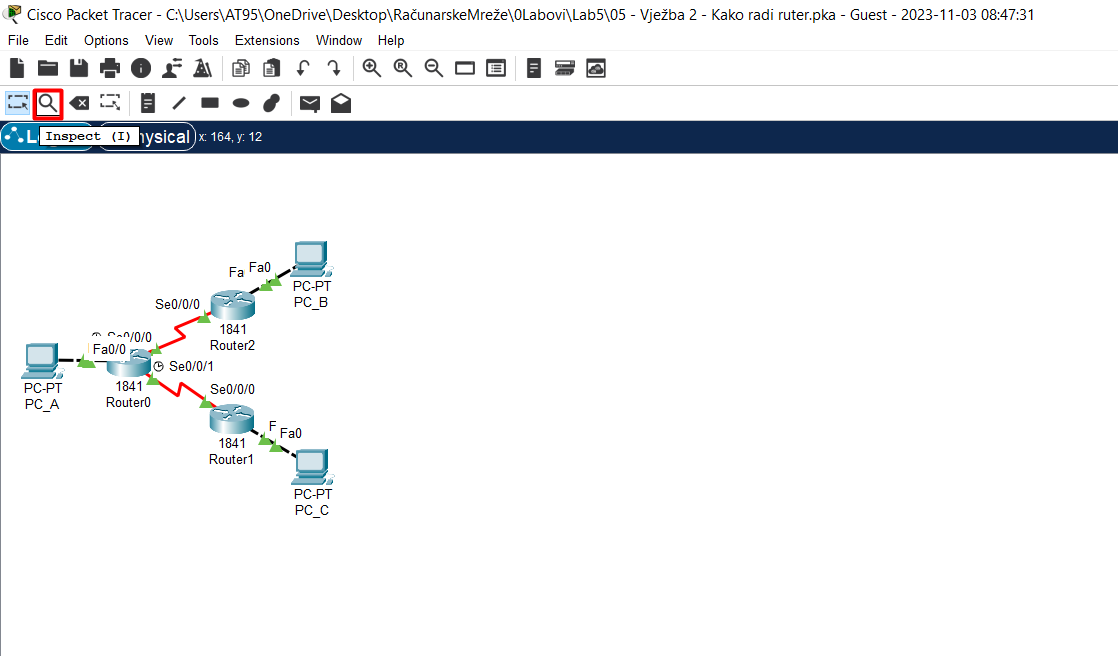 Cisco Packet Tracer - C:\Users\AT95\OneDrive\Desktop\RačunarskeMreže\0Labovi\Lab5\05 - Vježba 2 - Kako radi ruter.pka - Guest - 2023-11-03 08:47:31
File Edit Options View Tools Extensions Window Help
L Inspect (I) hysical x: 164, y: 12
Fa Fa0
PC-PT
PC_B
Se0/0/0
1841
Router2
Se0/0/0
Fa0/0
Se0/0/1
PC-PT
PC_A
1841
Router0
Se0/0/0
1841
Router1
F Fa0
PC-PT
PC_C